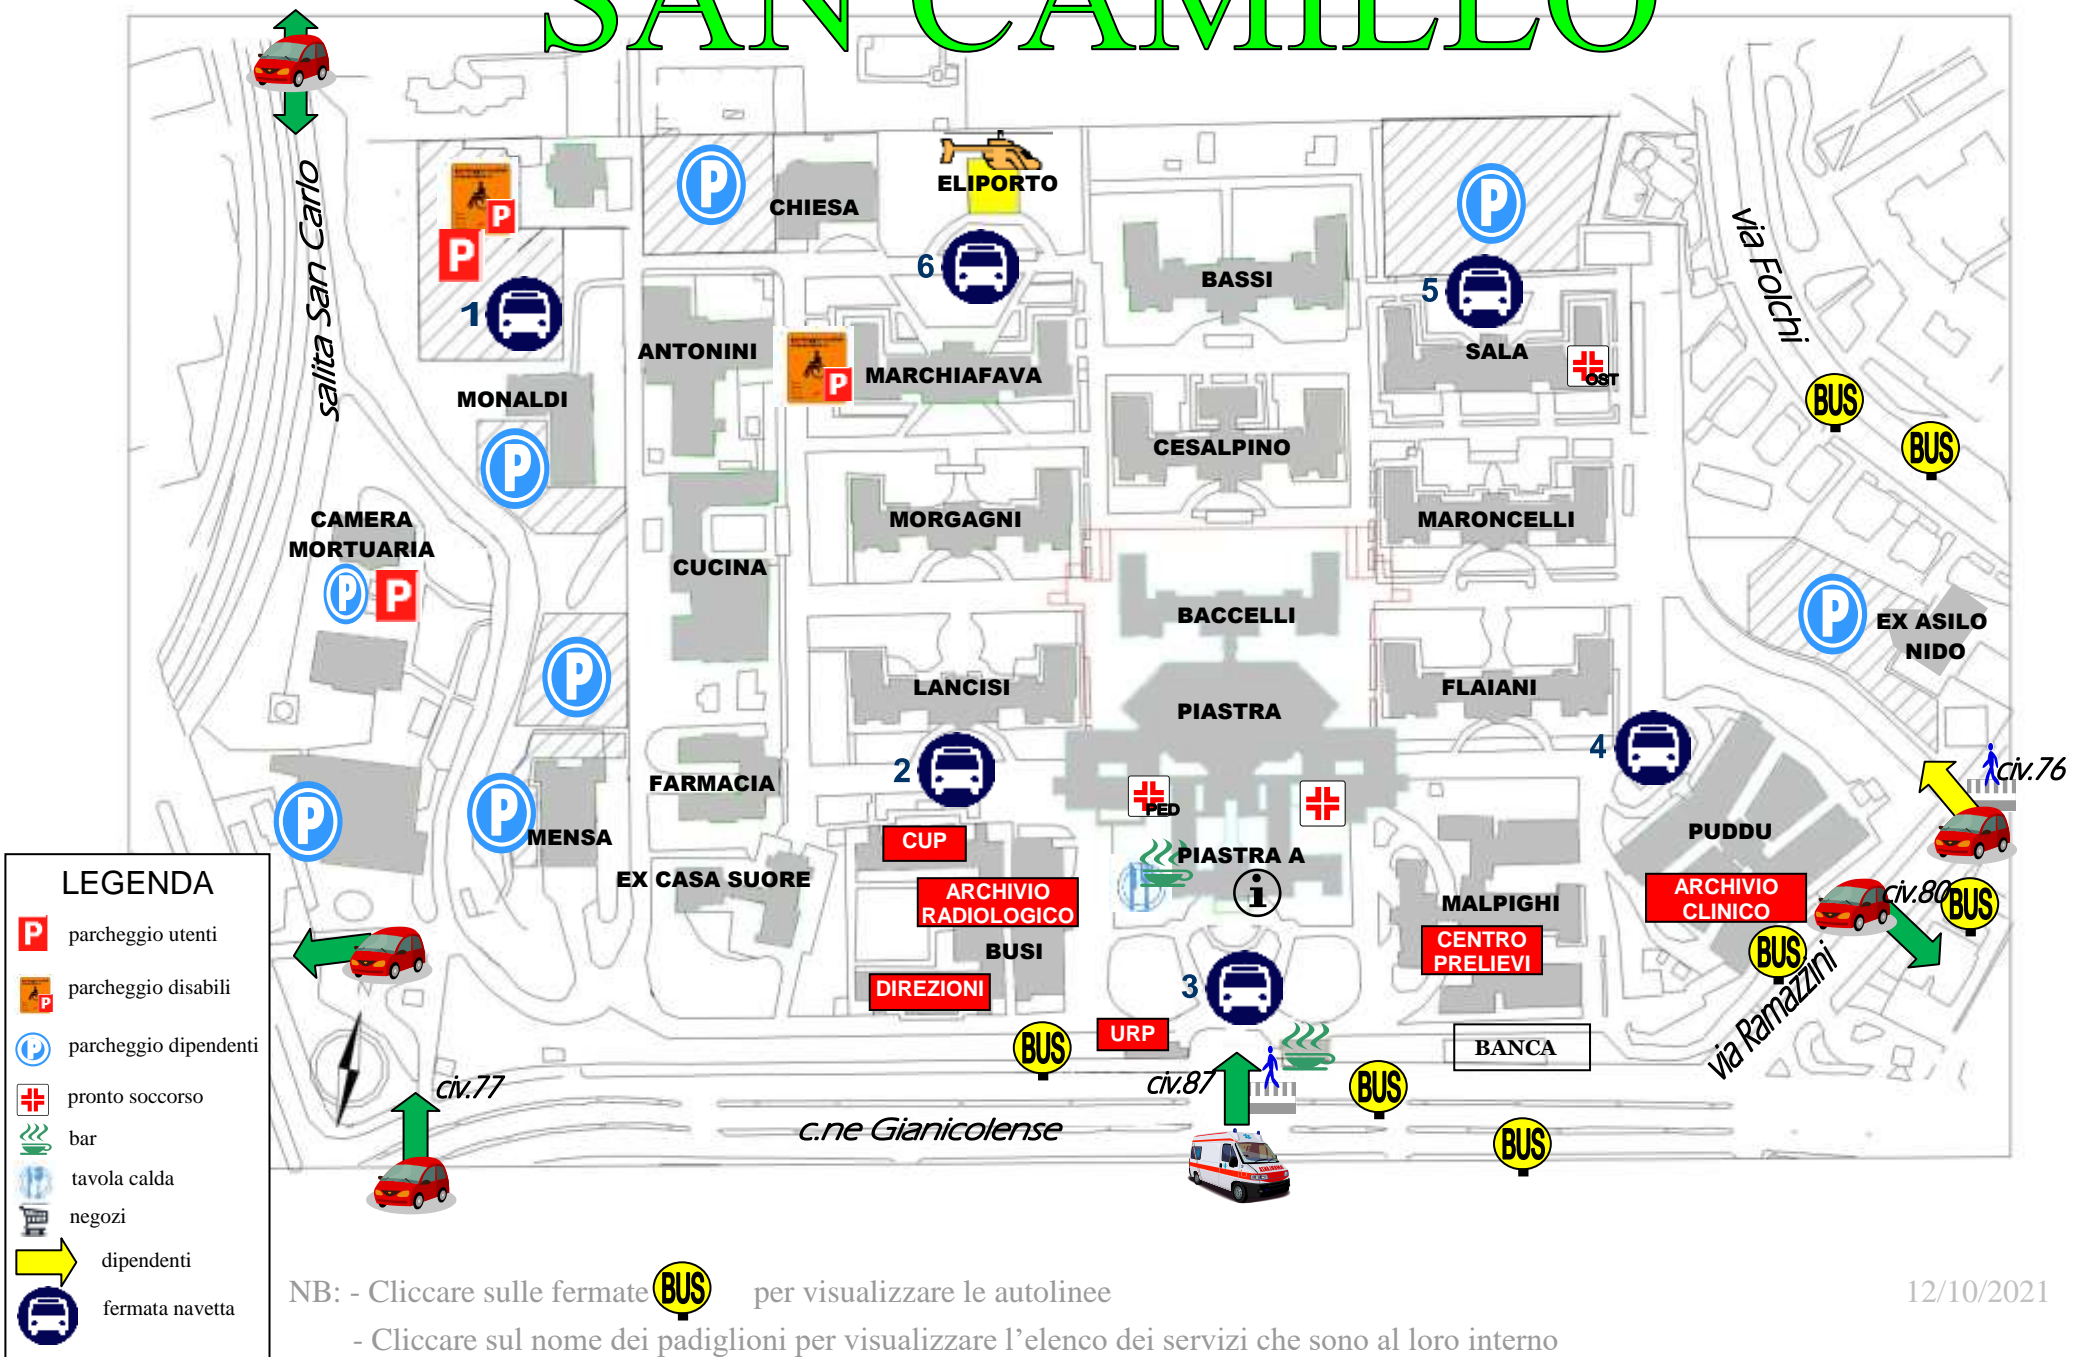 SAN CAMILLO
salita San Carlo
P
P
P
CHIESA
ELIPORTO
6
BASSI
P
5
via Folchi
1
ANTONINI
P
MARCHIAFAVA
SALA
OST
MONALDI
BUS
BUS
P
CESALPINO
CAMERA
MORTUARIA
MORGAGNI
MARONCELLI
P
P
CUCINA
BACCELLI
P
EX ASILO
NIDO
P
LANCISI
PIASTRA
FLAIANI
2
4
civ.76
FARMACIA
PED
P
P
MENSA
CUP
PIASTRA A
PUDDU
EX CASA SUORE
ARCHIVIO
RADIOLOGICO
i
MALPIGHI
ARCHIVIO
CLINICO
civ.80
BUS
BUSI
CENTRO
PRELIEVI
BUS
DIREZIONI
3
via Ramazzini
URP
BUS
BANCA
civ.77
civ.87
BUS
c.ne Gianicolense
BUS
LEGENDA
P parcheggio utenti
P parcheggio disabili
P parcheggio dipendenti
pronto soccorso
bar
tavola calda
negozi
dipendenti
fermata navetta
NB: - Cliccare sulle fermate BUS per visualizzare le autolinee
- Cliccare sul nome dei padiglioni per visualizzare l’elenco dei servizi che sono al loro interno
12/10/2021